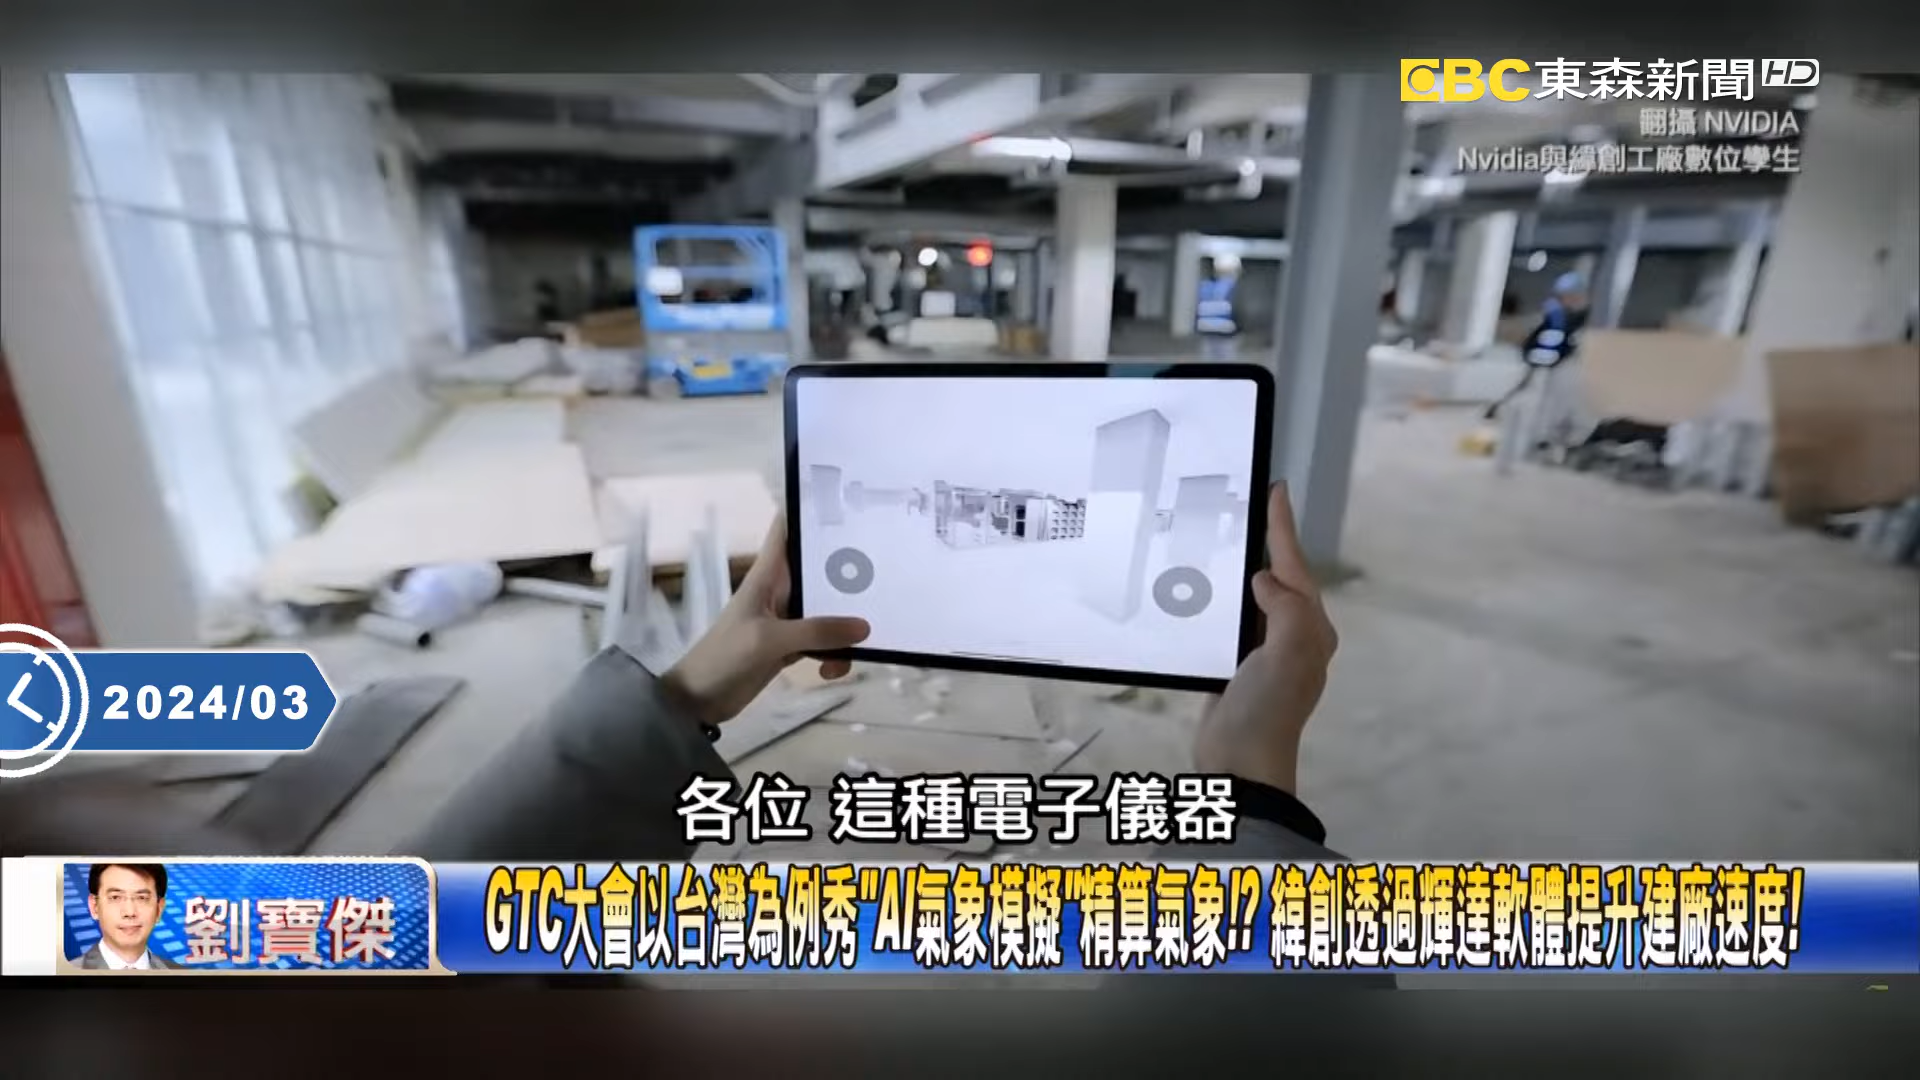 EBC東森新聞HD
翻攝 NVIDIA
Nvidia與緯創工廠數位孿生
2024/03
各位 這種電子儀器
劉寶傑
GTC大會以台灣為例秀"AI氣象模擬"精算氣象!? 緯創透過輝達軟體提升建廠速度!